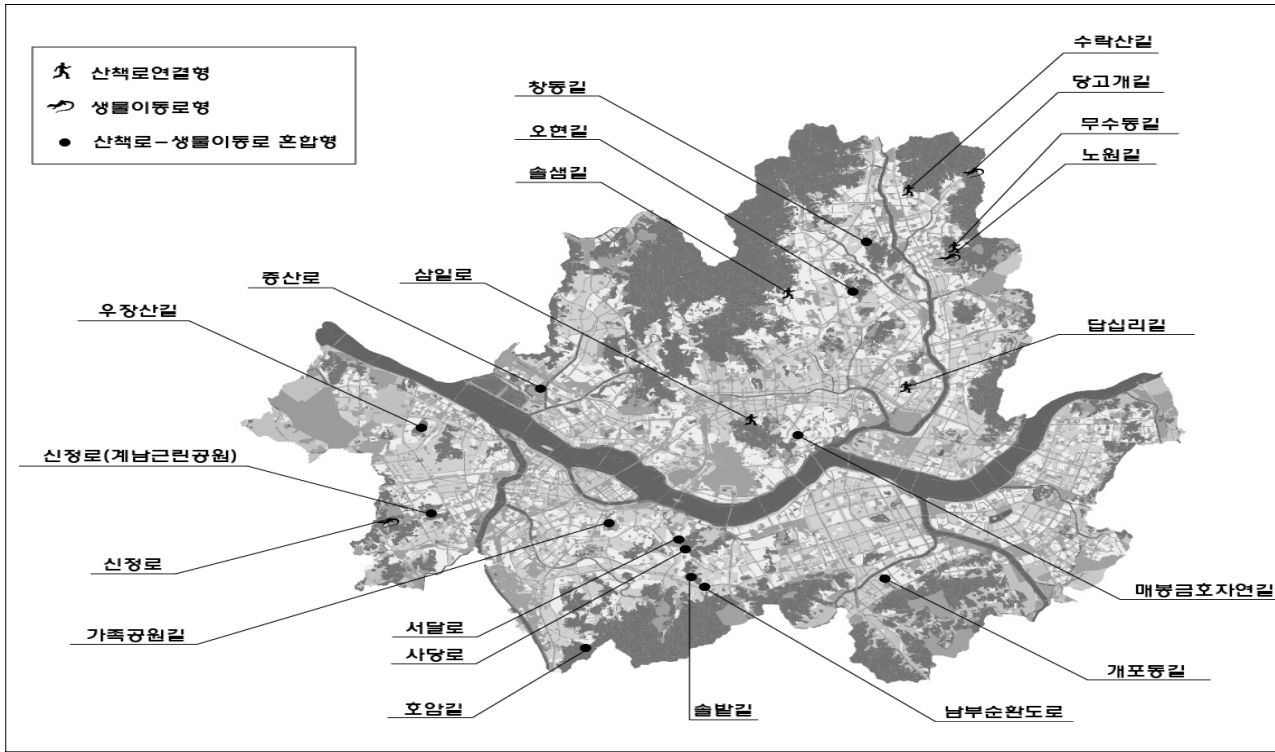 산책로연결형
생물이동로형
산책로-생물이동로 혼합형
수락산길
당고개길
무수동길
노원길
창동길
오현길
솔샘길
삼일로
증산로
우장산길
답십리길
신정로(계남근린공원)
신정로
가족공원길
서달로
사당로
호암길
솔밭길
남부순환도로
개포동길
매봉금호자연길